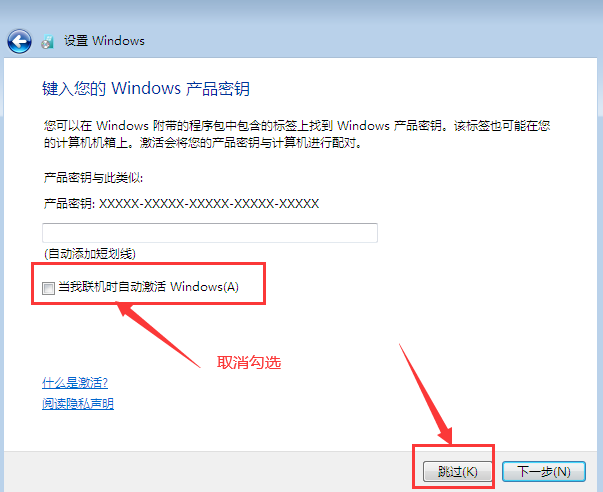 设置 Windows
键入您的 Windows 产品密钥
您可以在 Windows 附带的程序包中包含的标签上找到 Windows 产品密钥。该标签也可能在您
的计算机机箱上。激活会将您的产品密钥与计算机进行配对。
产品密钥与此类似:
产品密钥: XXXXX-XXXXX-XXXXX-XXXXX-XXXXX
(自动添加短划线)
当我联机时自动激活 Windows(A)
取消勾选
什么是激活?
阅读隐私声明
跳过(K) 下一步(N)